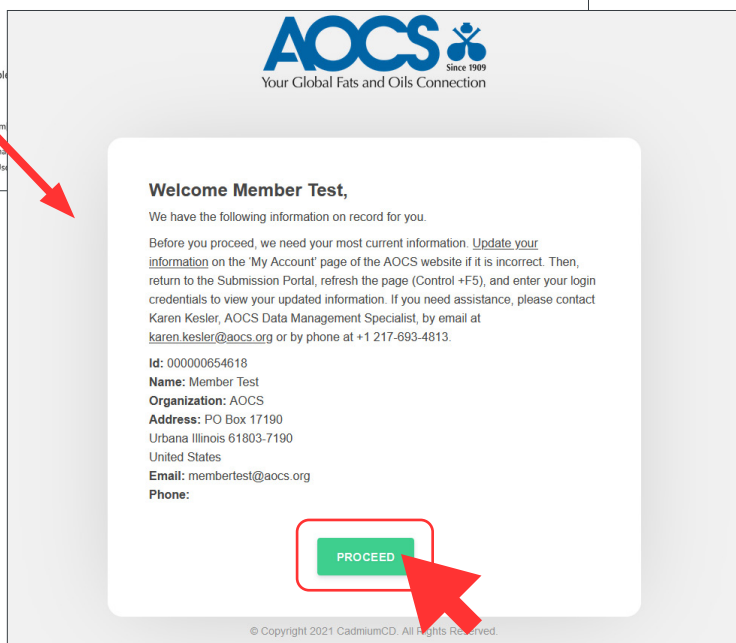 AOCS
Since 1909
Your Global Fats and Oils Connection
Welcome Member Test,
We have the following information on record for you.
Before you proceed, we need your most current information. Update your
information on the 'My Account' page of the AOCS website if it is incorrect. Then,
return to the Submission Portal, refresh the page (Control +F5), and enter your login
credentials to view your updated information. If you need assistance, please contact
Karen Kesler, AOCS Data Management Specialist, by email at
karen.kesler@aocs.org or by phone at +1 217-693-4813.
Id: 000000654618
Name: Member Test
Organization: AOCS
Address: PO Box 17190
Urbana Illinois 61803-7190
United States
Email: membertest@aocs.org
Phone:
PROCEED
© Copyright 2021 CadmiumCD. All Rights Reserved.